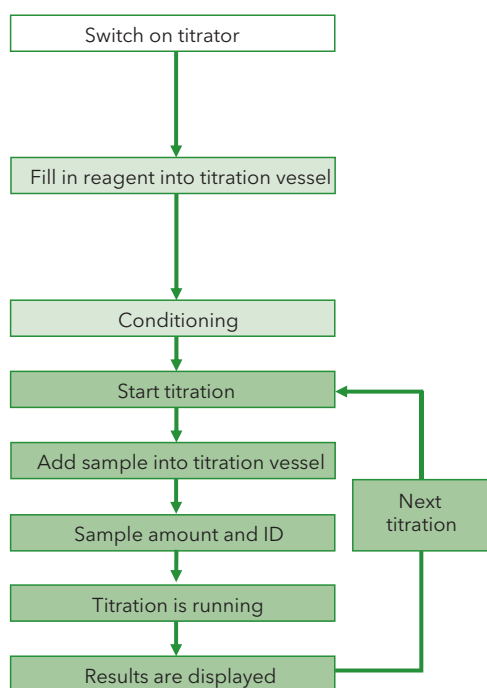 Switch on titrator
Fill in reagent into titration vessel
Conditioning
Start titration
Add sample into titration vessel
Next
titration
Sample amount and ID
Titration is running
Results are displayed